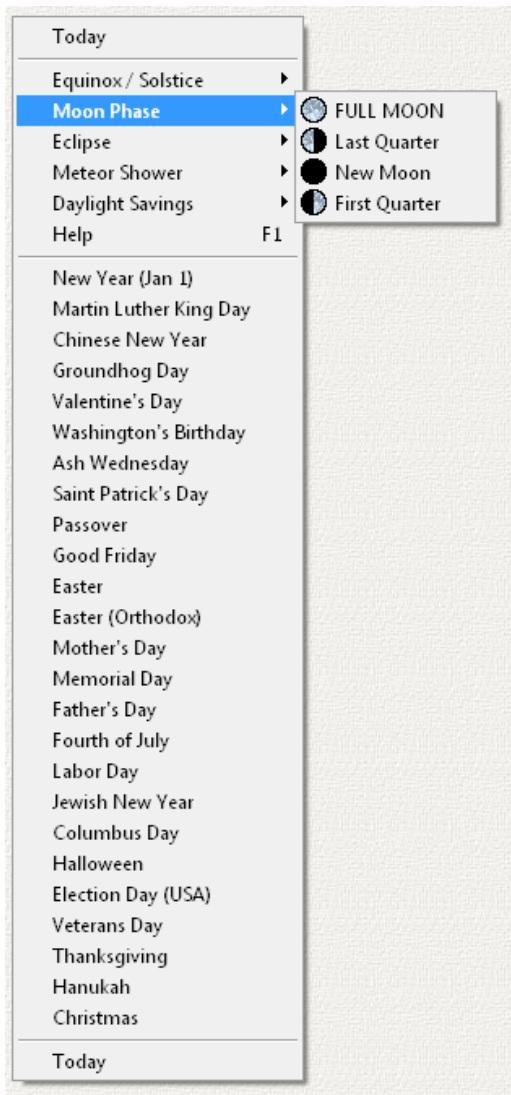 Today
Equinox / Solstice
Moon Phase
FULL MOON
Eclipse
Last Quarter
Meteor Shower
New Moon
Daylight Savings
First Quarter
Help F1
New Year (Jan 1)
Martin Luther King Day
Chinese New Year
Groundhog Day
Valentine's Day
Washington's Birthday
Ash Wednesday
Saint Patrick's Day
Passover
Good Friday
Easter
Easter (Orthodox)
Mother's Day
Memorial Day
Father's Day
Fourth of July
Labor Day
Jewish New Year
Columbus Day
Halloween
Election Day (USA)
Veterans Day
Thanksgiving
Hanukah
Christmas
Today